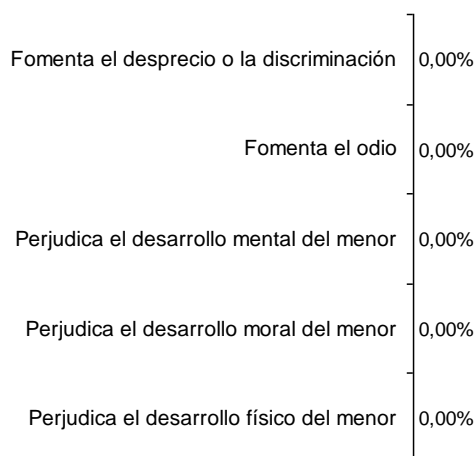 Fomenta el desprecio o la discriminación 0,00%
Fomenta el odio 0,00%
Perjudica el desarrollo mental del menor 0,00%
Perjudica el desarrollo moral del menor 0,00%
Perjudica el desarrollo físico del menor 0,00%